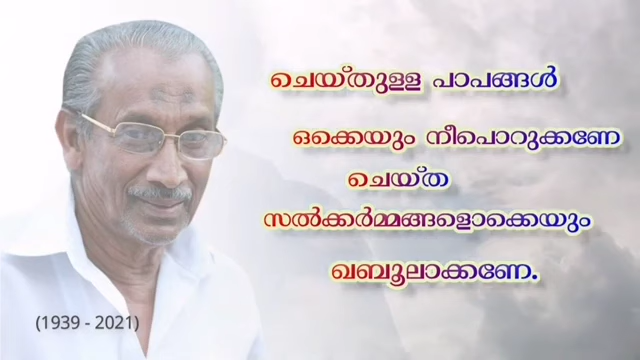 ചെയ്തുള്ള പാപങ്ങൾ
ഒക്കെയും നീപൊറുക്കണേ
ചെയ്ത
സൽക്കർമ്മങ്ങളൊക്കെയും
ഖബൂലാക്കണേ.
(1939 - 2021)